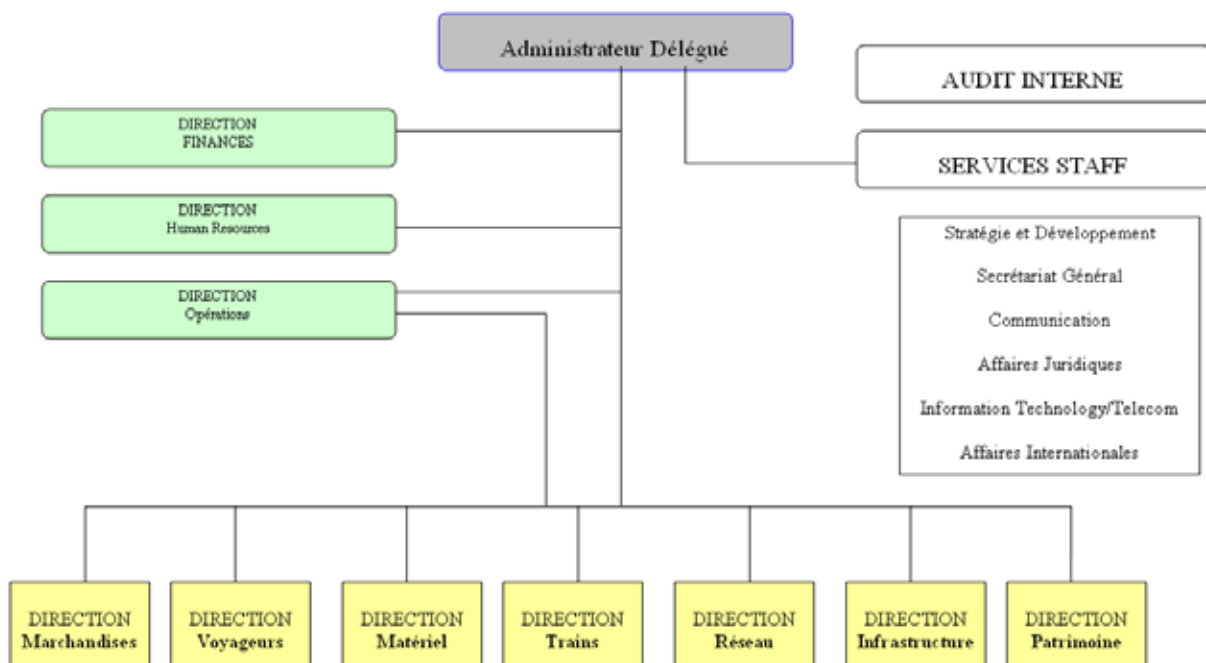 Administrateur Délégué
AUDIT INTERNE
DIRECTION
FINANCES
SERVICES STAFF
DIRECTION
Human Resources
Stratégie et Développement
Secrétariat Général
DIRECTION
Opérations
Communication
Affaires Juridiques
Information Technology/Telecom
Affaires Internationales
DIRECTION
Marchandises
DIRECTION
Voyageurs
DIRECTION
Matériel
DIRECTION
Trains
DIRECTION
Réseau
DIRECTION
Infrastructure
DIRECTION
Patrimoine